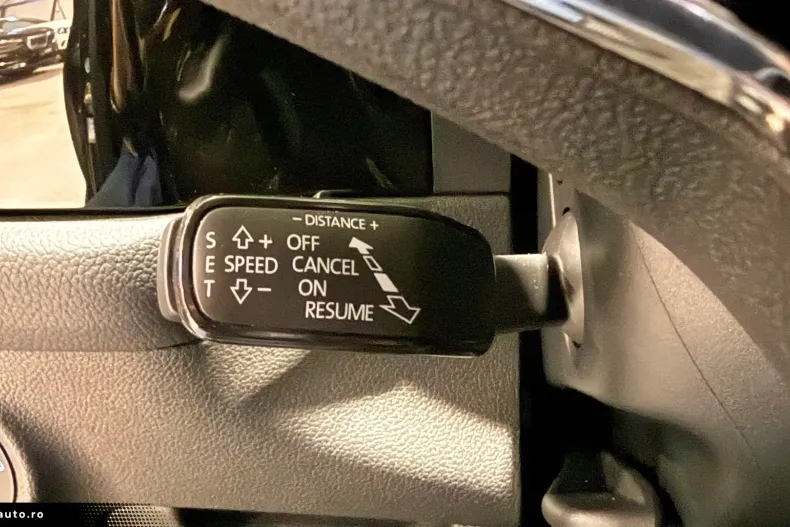 − DISTANCE +
S + OFF
E SPEED CANCEL
T − ON
RESUME
auto.ro